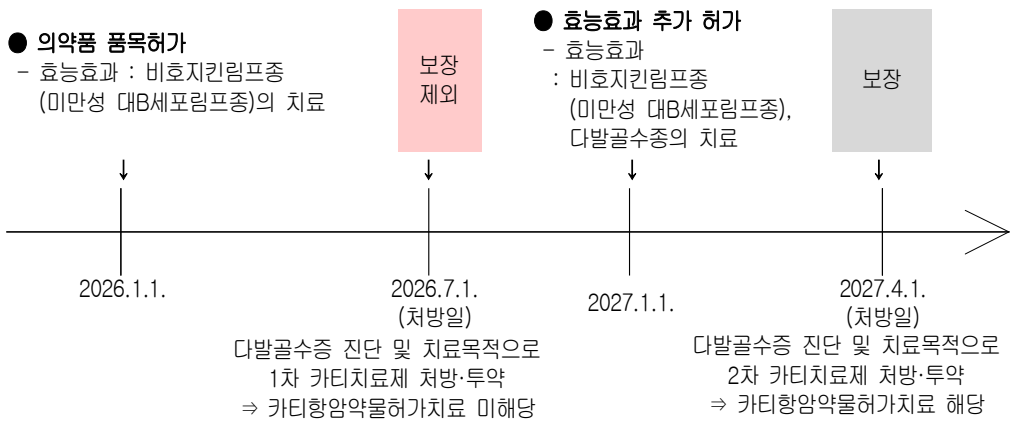 ● 의약품 품목허가
- 효능효과 : 비호지킨림프종
(미만성 대B세포림프종)의 치료
보장
제외
● 효능효과 추가 허가
- 효능효과
: 비호지킨림프종
(미만성 대B세포림프종),
다발골수종의 치료
보장
2026.1.1.
2026.7.1.
(처방일)
다발골수증 진단 및 치료목적으로
1차 카티치료제 처방·투약
⇒ 카티항암약물허가치료 미해당
2027.1.1.
2027.4.1.
(처방일)
다발골수증 진단 및 치료목적으로
2차 카티치료제 처방·투약
⇒ 카티항암약물허가치료 해당